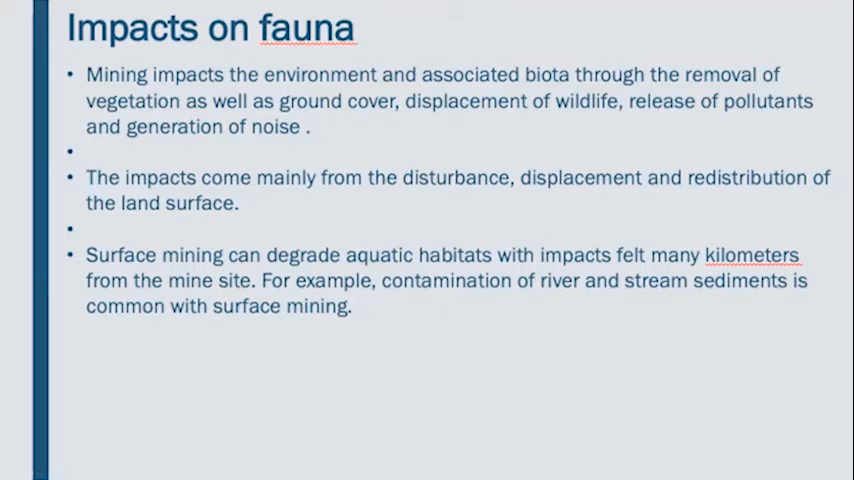 Impacts on fauna
• Mining impacts the environment and associated biota through the removal of
vegetation as well as ground cover, displacement of wildlife, release of pollutants
and generation of noise .
•
• The impacts come mainly from the disturbance, displacement and redistribution of
the land surface.
•
• Surface mining can degrade aquatic habitats with impacts felt many kilometers
from the mine site. For example, contamination of river and stream sediments is
common with surface mining.